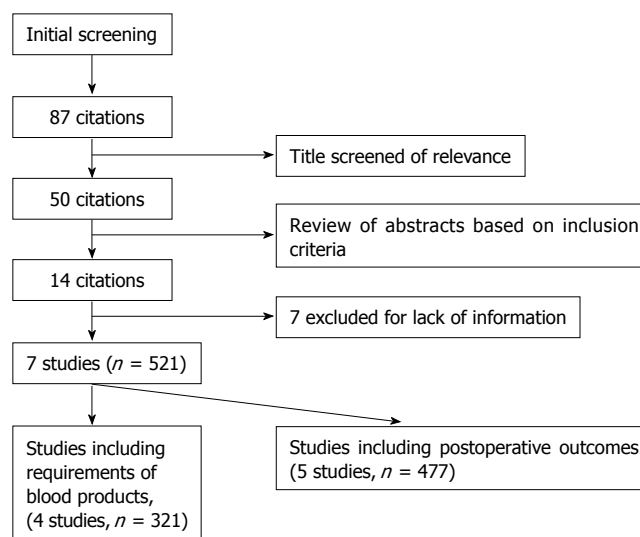 Initial screening
87 citations
Title screened of relevance
50 citations
Review of abstracts based on inclusion
criteria
14 citations
7 excluded for lack of information
7 studies (n = 521)
Studies including
requirements of
blood products,
(4 studies, n = 321)
Studies including postoperative outcomes
(5 studies, n = 477)